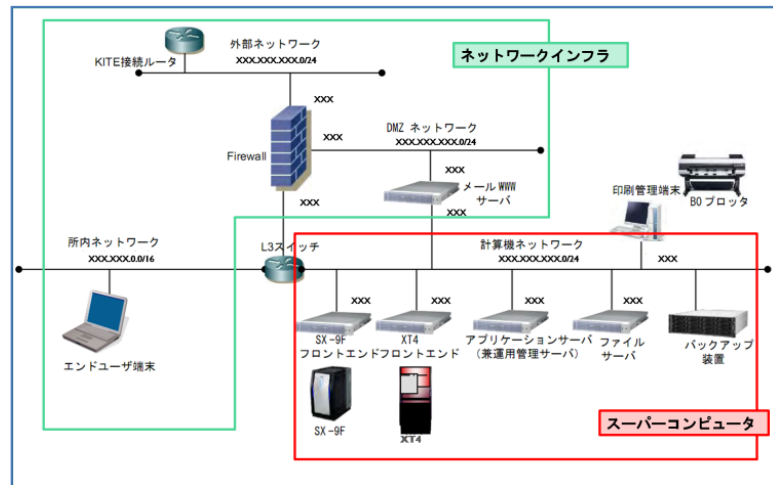 ネットワークインフラ
外部ネットワーク
KITE接続ルータ
XXX.XXX.XXX.0/24
XXX
XXX
DMZ ネットワーク
XXX.XXX.XXX.0/24
Firewall
XXX
メール WWW
サーバ
XXX
XXX
印刷管理端末
B0 プロッタ
所内ネットワーク
XXX.XXX.0.0/16
L3スイッチ
計算機ネットワーク
XXX.XXX.XXX.0/24
XXX
XXX
XXX
XXX
XXX
SX-9F
フロントエンド
XT4
フロントエンド
アプリケーションサーバ
(兼運用管理サーバ)
ファイル
サーバ
バックアップ
装置
エンドユーザ端末
SX-9F
XT4
スーパーコンピュータ